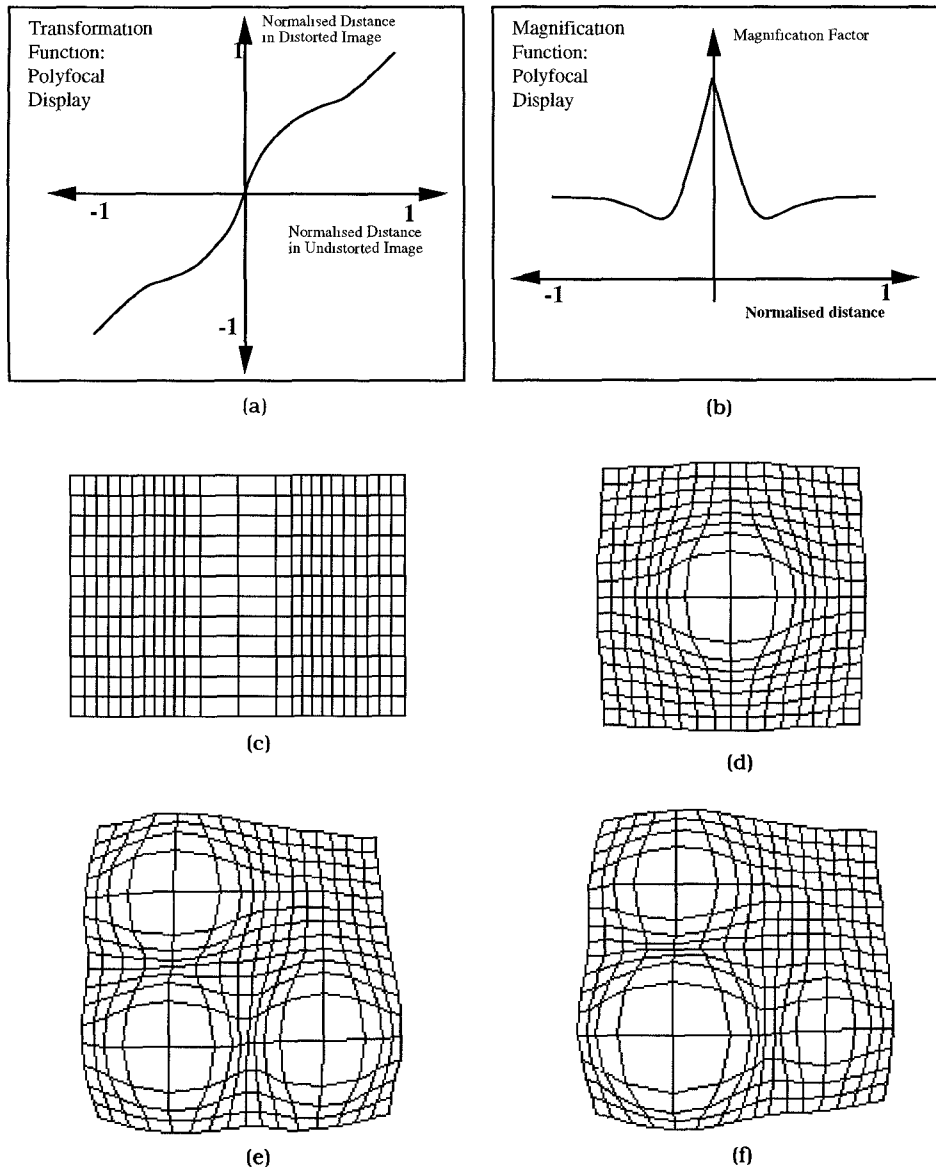 Transformation
Function:
Polyfocal
Display
Normalised Distance
in Distorted Image
1
-1
1
Normalised Distance
in Undistorted Image
-1
(a)
Magnification
Function:
Polyfocal
Display
Magnification Factor
-1
1
Normalised distance
(b)
(c)
(d)
(e)
(f)